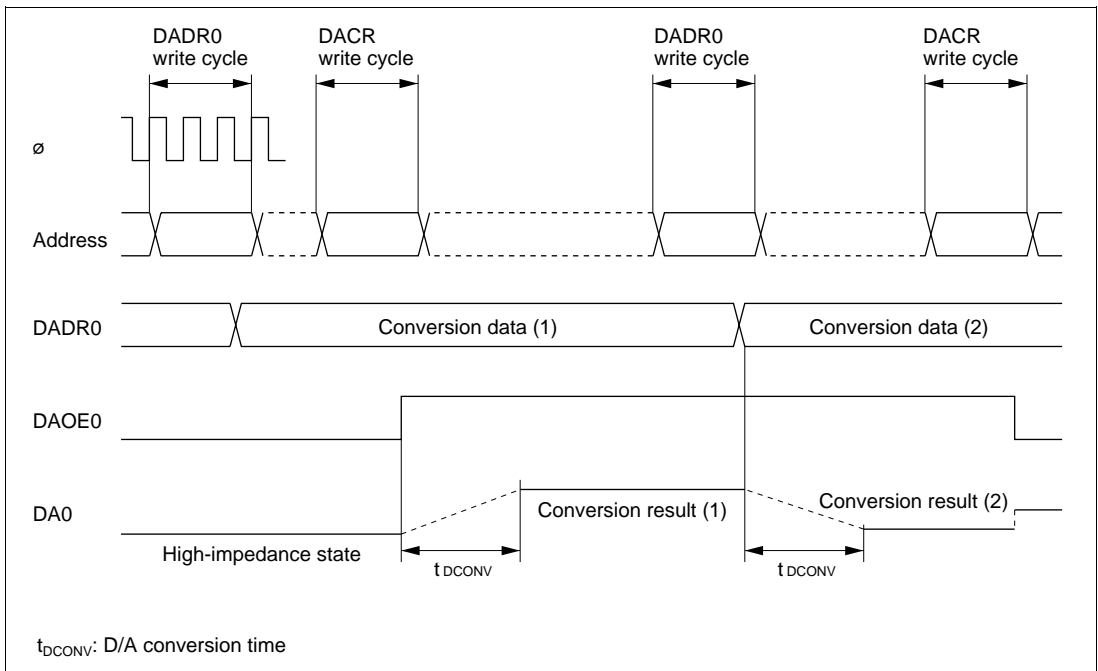 DADR0
write cycle
DACR
write cycle
DADR0
write cycle
DACR
write cycle
ø
Address
DADR0
Conversion data (1)
Conversion data (2)
DAOE0
DA0
Conversion result (1)
Conversion result (2)
High-impedance state
t DCONV
t DCONV
tDCONV: D/A conversion time